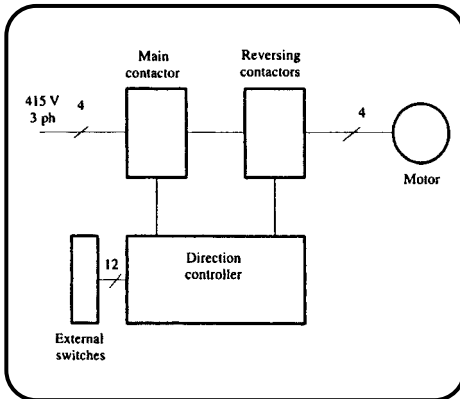 Main
contactor
Reversing
contactors
415 V
3 ph
4
4
Motor
12
Direction
controller
External
switches